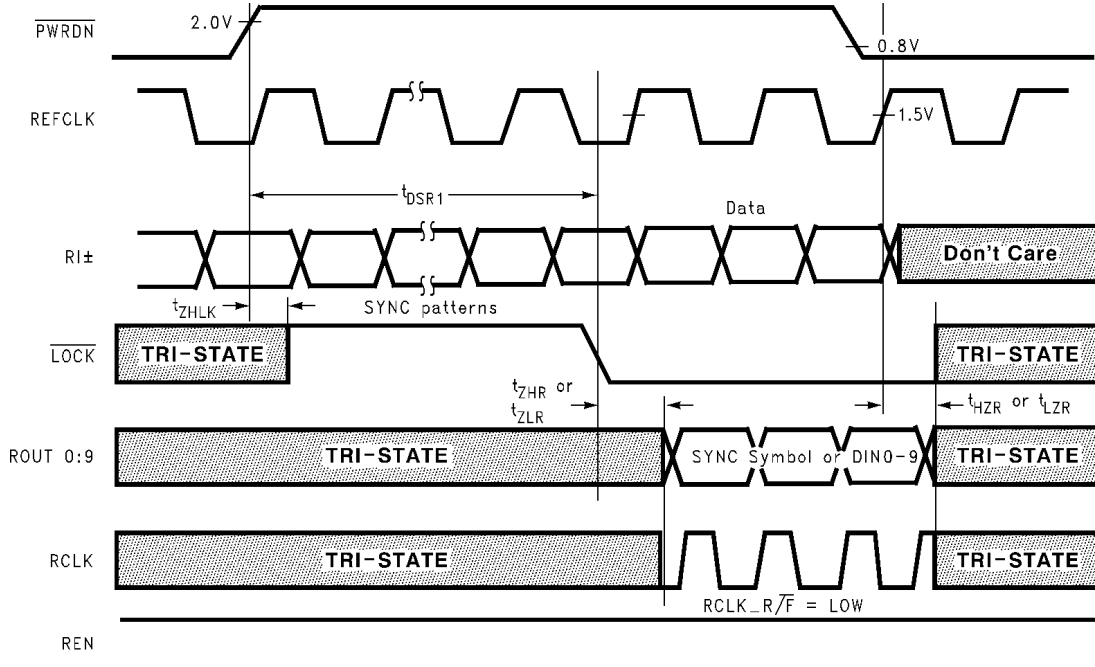 PWRDN
2.0V
0.8V
REFCLK
1.5V
tDSR1
Data
RI±
Don't Care
tZHLK
SYNC patterns
LOCK
TRI-STATE
TRI-STATE
tZHR or
tZLR
tHZR or tLZR
ROUT 0:9
TRI-STATE
SYNC Symbol or DIN0-9
TRI-STATE
RCLK
TRI-STATE
TRI-STATE
RCLK_R/F = LOW
REN